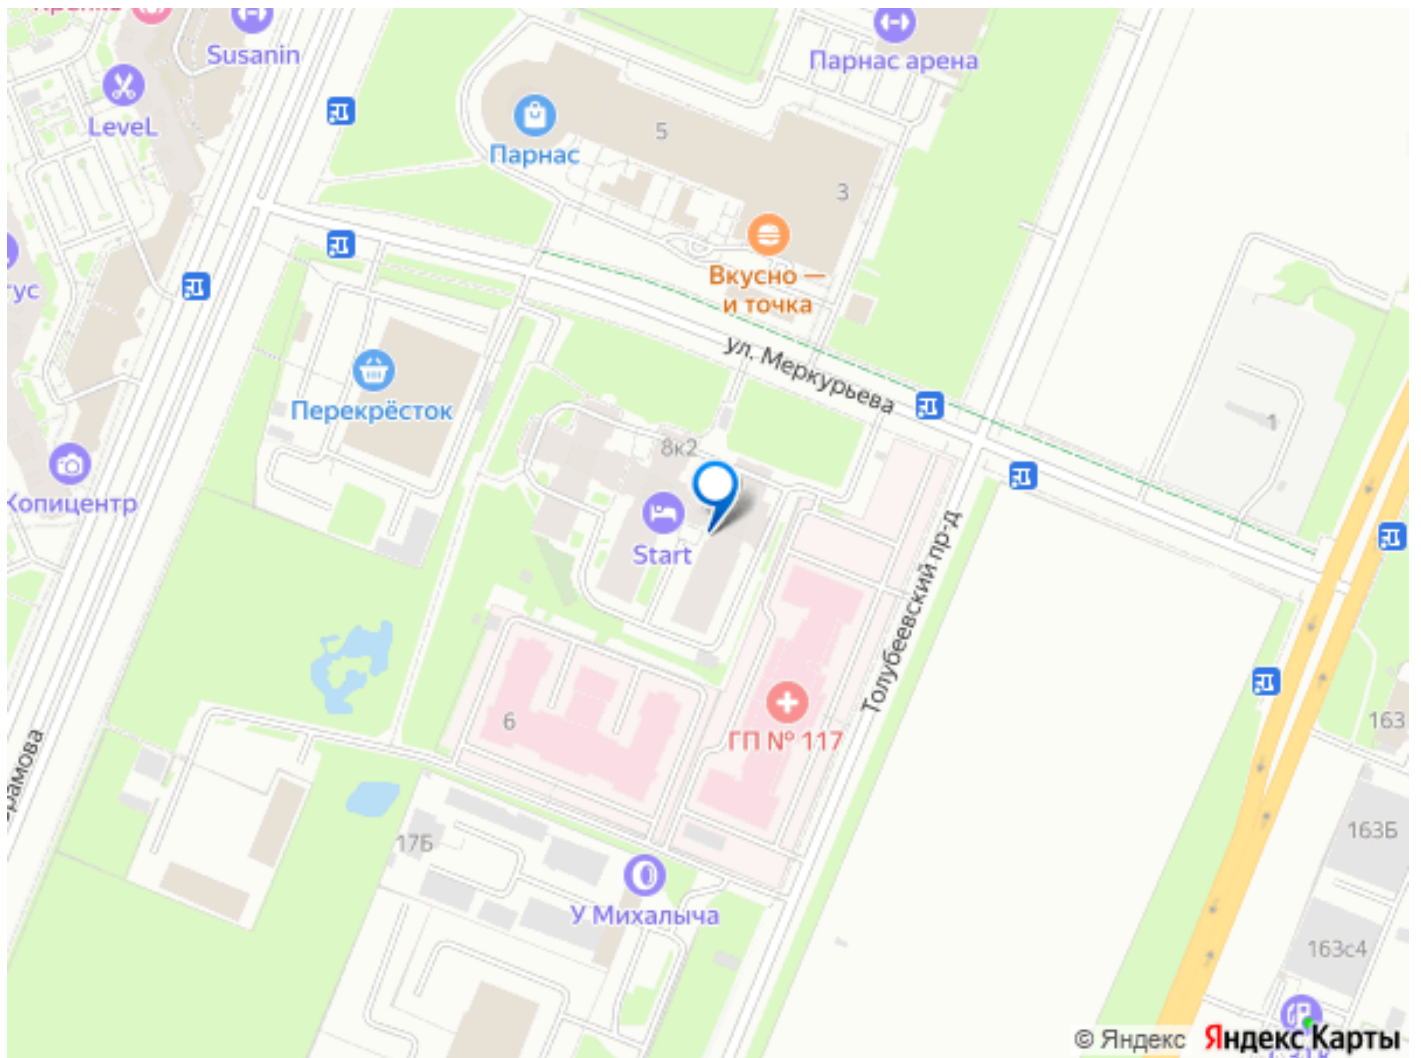 Susanin
Парнас арена
LeveL
5
Парнас
3
Вкусно —
и точка
ул. Меркурьева
Перекрёсток
1
8к2
Копицентр
Start
Толубеевский пр-д
6
ГП № 117
163
17Б
163Б
У Михалыча
163с4
© Яндекс
Яндекс Карты